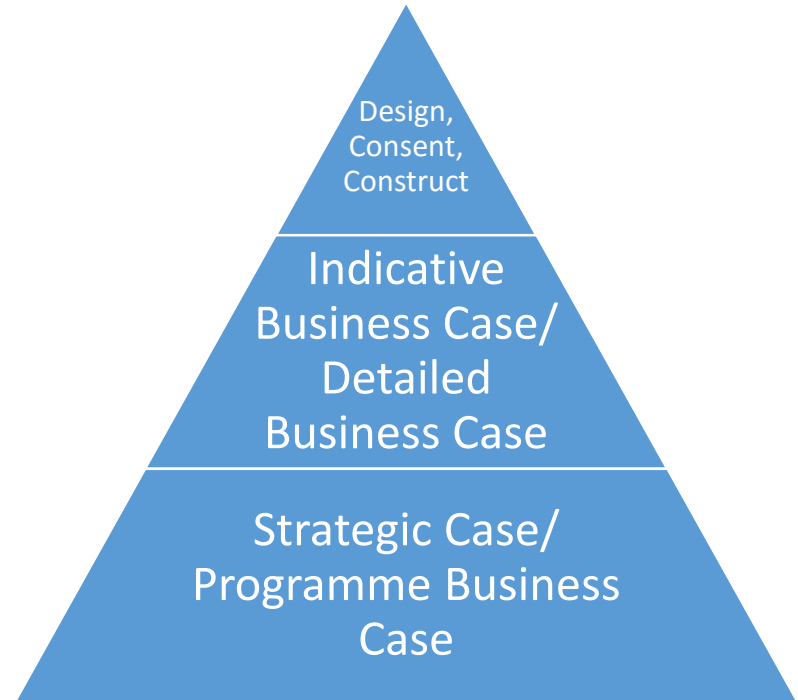 Design,
Consent,
Construct
Indicative
Business Case/
Detailed
Business Case
Strategic Case/
Programme Business
Case